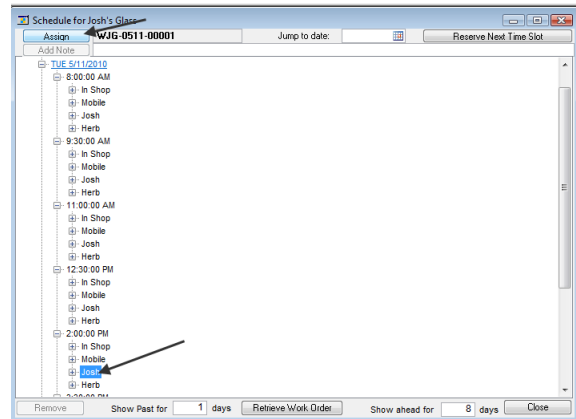 Schedule for Josh's Glass
Assign WJG-0511-00001 Jump to date: Reserve Next Time Slot
Add Note
TUE 5/11/2010
8:00:00 AM
In Shop
Mobile
Josh
Herb
9:30:00 AM
In Shop
Mobile
Josh
Herb
11:00:00 AM
In Shop
Mobile
Josh
Herb
12:30:00 PM
In Shop
Mobile
Josh
Herb
2:00:00 PM
In Shop
Mobile
Josh
Herb
3:30:00 PM
Remove Show Past for 1 days Retrieve Work Order Show ahead for 8 days Close